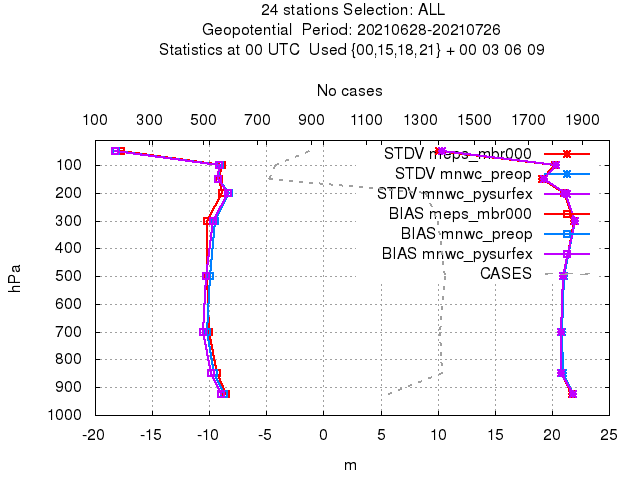 24 stations Selection: ALL
Geopotential  Period: 20210628-20210726
Statistics at 00 UTC  Used {00,15,18,21} + 00 03 06 09
No cases
100 300 500 700 900 1100 1300 1500 1700 1900
STDV meps_mbr000
STDV mnwc_preop
STDV mnwc_pysurfex
BIAS meps_mbr000
BIAS mnwc_preop
BIAS mnwc_pysurfex
CASES
hPa
100
200
300
400
500
600
700
800
900
1000
-20 -15 -10 -5 0 5 10 15 20 25
m